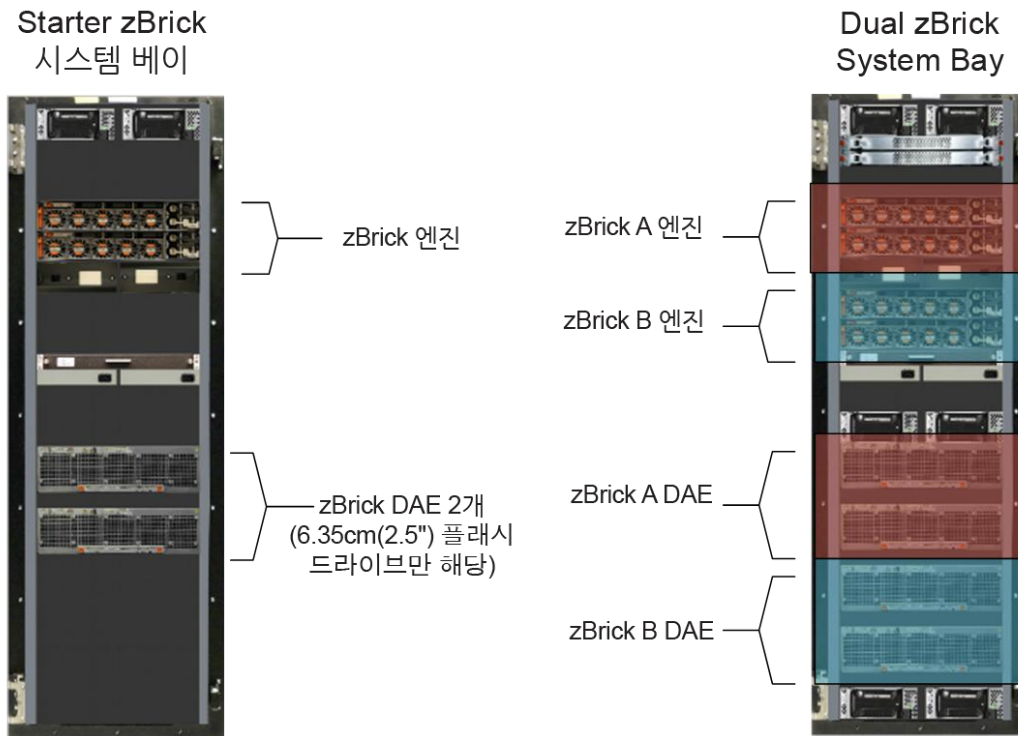 Starter zBrick
시스템 베이
Dual zBrick
System Bay
zBrick 엔진
zBrick A 엔진
zBrick B 엔진
zBrick DAE 2개
(6.35cm(2.5") 플래시
드라이브만 해당)
zBrick A DAE
zBrick B DAE